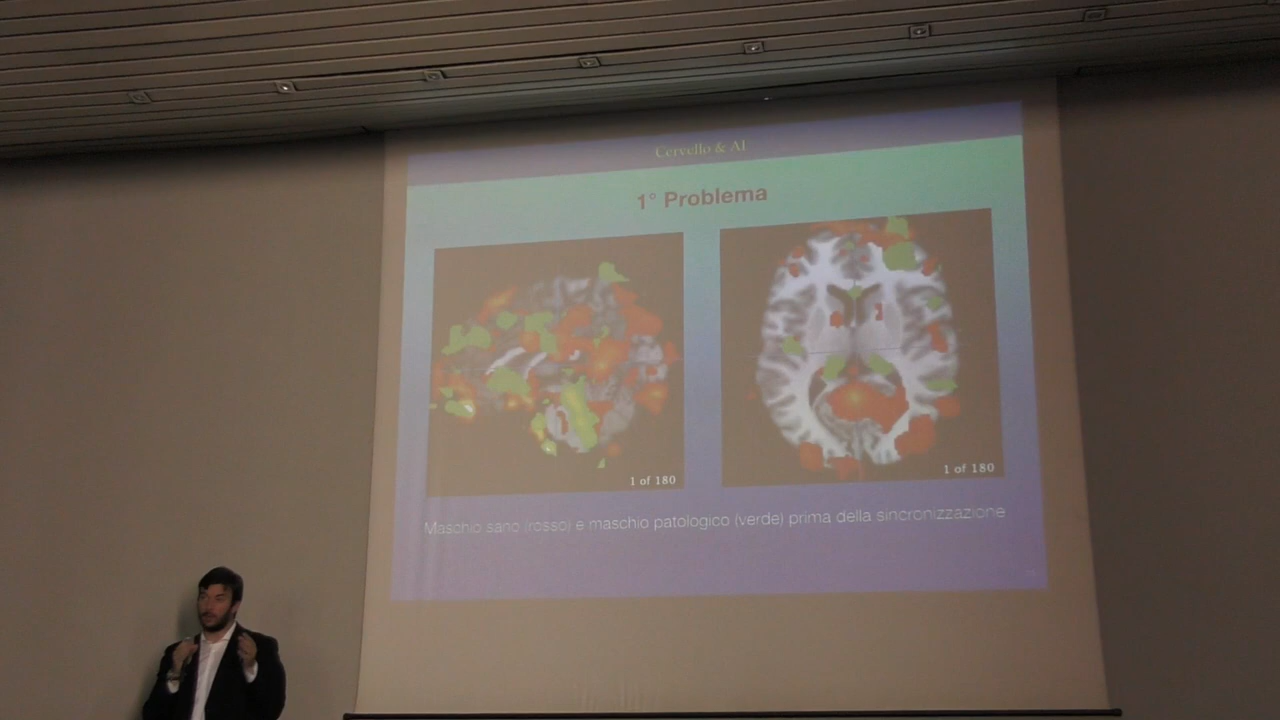 Cervello & AI
1° Problema
1 of 180
1 of 180
Maschio sano (rosso) e maschio patologico (verde) prima della sincronizzazione